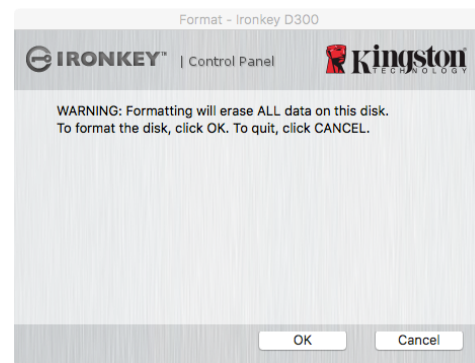 Format - Ironkey D300
IRONKEY™ | Control Panel
Kingston
TECHNOLOGY
WARNING: Formatting will erase ALL data on this disk.
To format the disk, click OK. To quit, click CANCEL.
OK Cancel